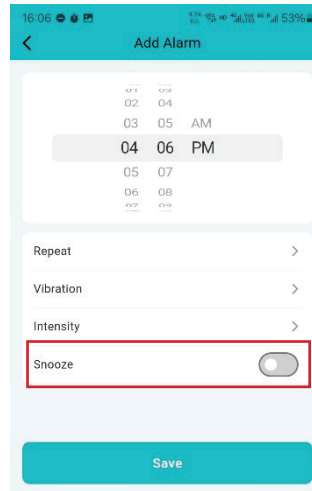 16:06 53%
Add Alarm
02 04
03 05 AM
04 06 PM
05 07
06 08
Repeat
Vibration
Intensity
Snooze
Save